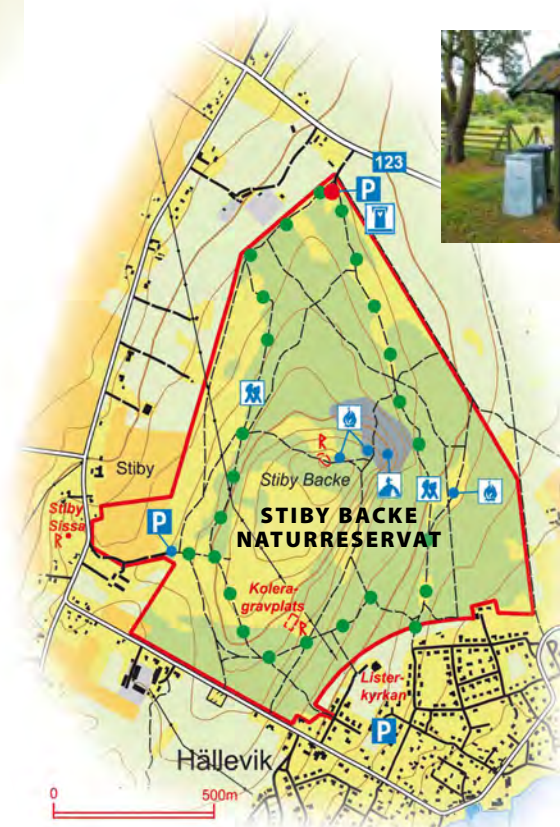 123
P
Stiby
Stiby
Sissa
R
P
R
Stiby Backe
STIBY BACKE
NATURRESERVAT
Kolera-
gravplats
R
Lister-
kyrkan
P
Hällevik
0
500m